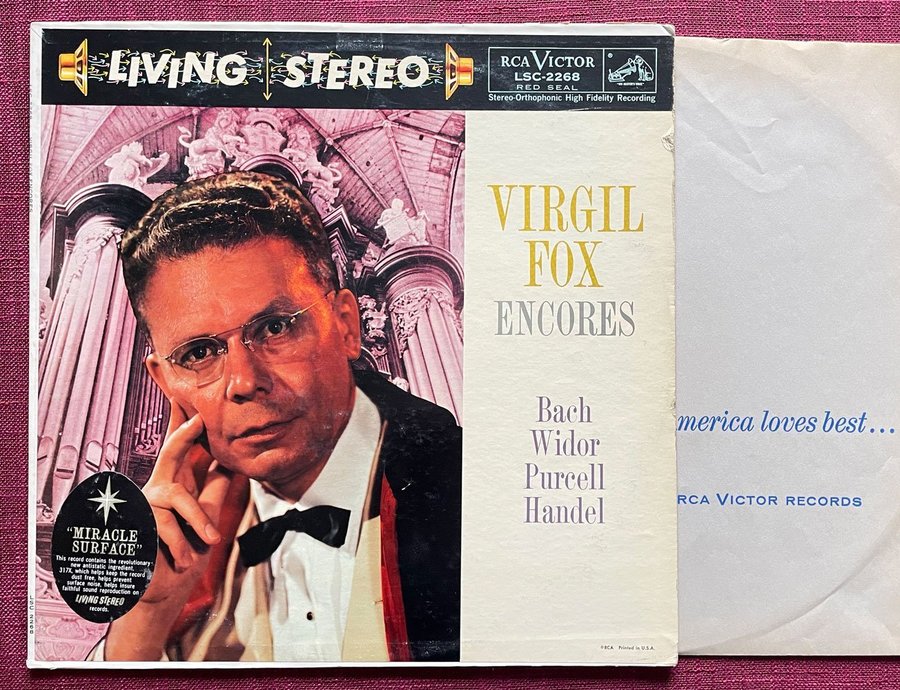 LIVING STEREO
RCA VICTOR
LSC-2268
RED SEAL
"HIS MASTER'S VOICE"
Stereo-Orthophonic High Fidelity Recording
VIRGIL
FOX
ENCORES
Bach
Widor
Purcell
Handel
"MIRACLE
SURFACE"
This record contains the revolutionary
new antistatic ingredient,
317X, which helps keep the record
dust free, helps prevent
surface noise, helps insure
faithful sound reproduction on
LIVING STEREO
records.
©RCA Printed in U.S.A.
merica loves best...
RCA VICTOR RECORDS